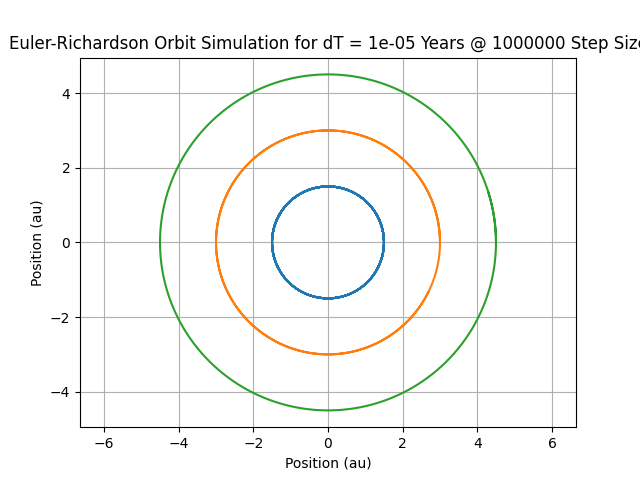 Euler-Richardson Orbit Simulation for dT = 1e-05 Years @ 1000000 Step
4
2
0
−2
−4
Position (au)
−6 −4 −2 0 2 4 6
Position (au)